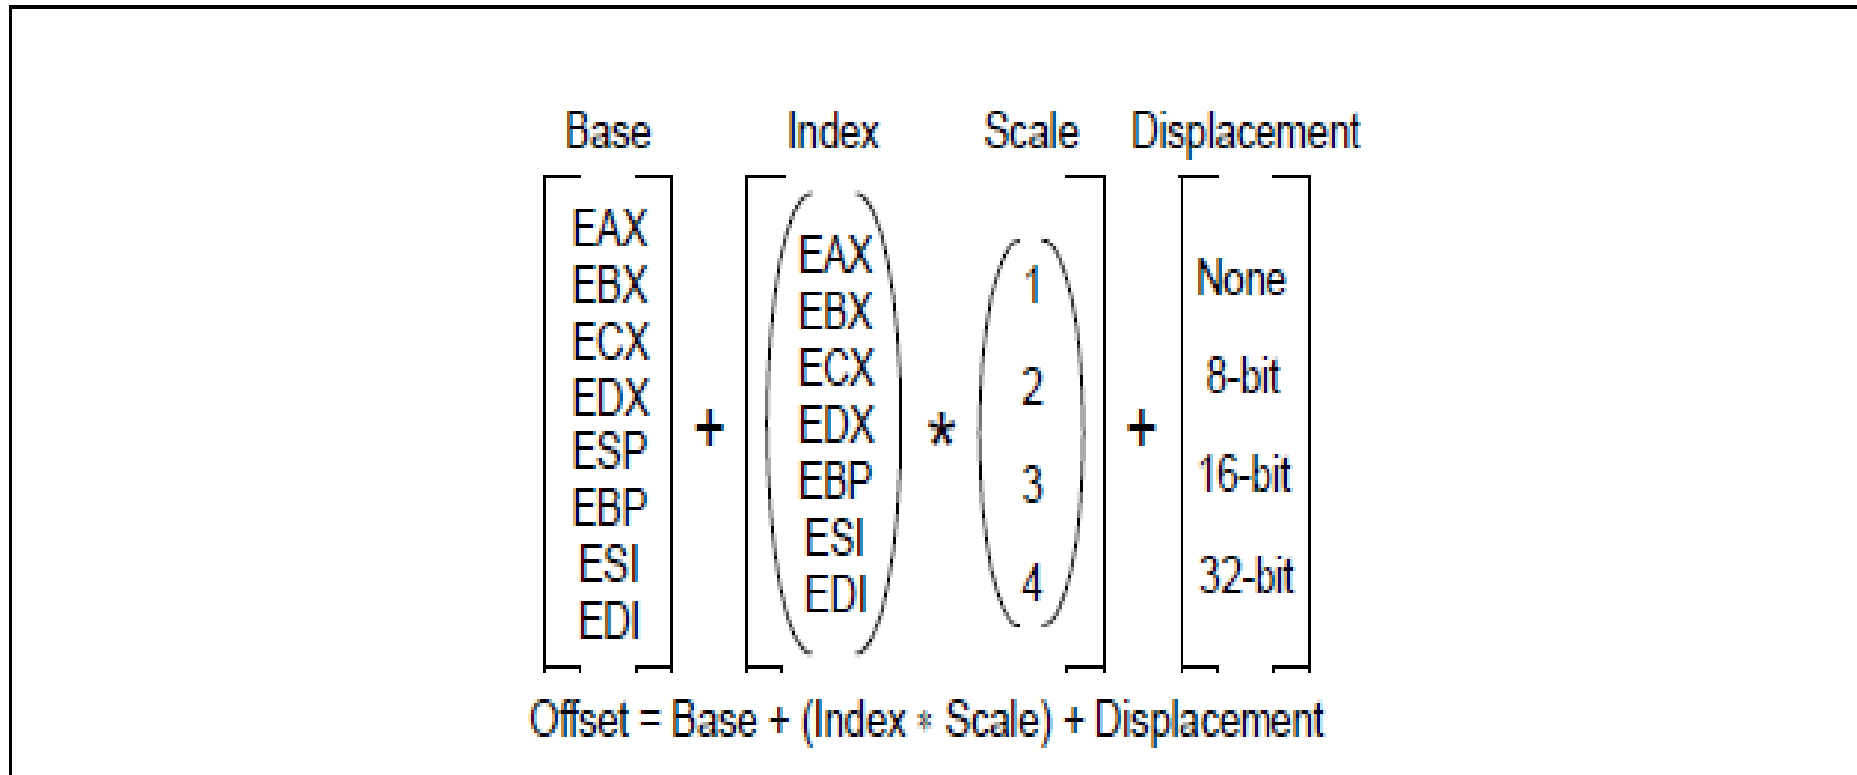 Base Index Scale Displacement
EAX
EBX
ECX
EDX
ESP
EBP
ESI
EDI
+
EAX
EBX
ECX
EDX
EBP
ESI
EDI
*
1
2
3
4
+
None
8-bit
16-bit
32-bit
Offset = Base + (Index * Scale) + Displacement